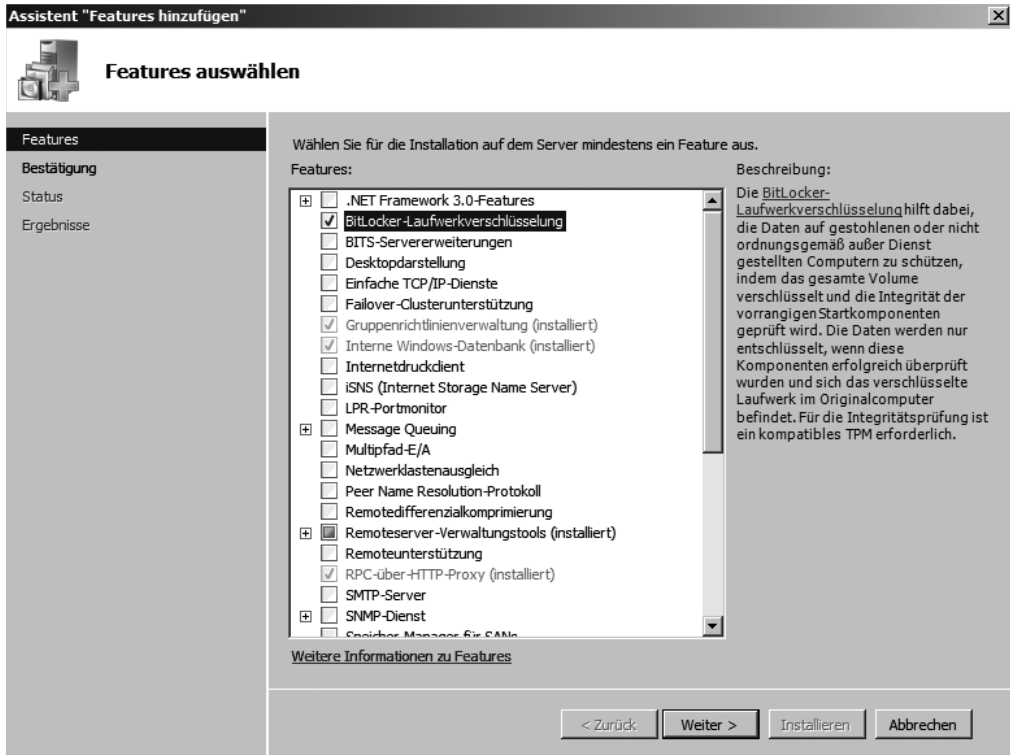 Assistent "Features hinzufügen"
Features auswählen
Features
Bestätigung
Status
Ergebnisse
Wählen Sie für die Installation auf dem Server mindestens ein Feature aus.
Features:
.NET Framework 3.0-Features
BitLocker-Laufwerkverschlüsselung
BITS-Servererweiterungen
Desktopdarstellung
Einfache TCP/IP-Dienste
Failover-Clusterunterstützung
Gruppenrichtlinienverwaltung (installiert)
Interne Windows-Datenbank (installiert)
Internetdruckclient
iSNS (Internet Storage Name Server)
LPR-Portmonitor
Message Queuing
Multipfad-E/A
Netzwerklastenausgleich
Peer Name Resolution-Protokoll
Remotedifferenzialkomprimierung
Remoteserver-Verwaltungstools (installiert)
Remoteunterstützung
RPC-über-HTTP-Proxy (installiert)
SMTP-Server
SNMP-Dienst
Speicher-Manager für SANs
Weitere Informationen zu Features
Beschreibung:
Die BitLocker-
Laufwerkverschlüsselung hilft dabei,
die Daten auf gestohlenen oder nicht
ordnungsgemäß außer Dienst
gestellten Computern zu schützen,
indem das gesamte Volume
verschlüsselt und die Integrität der
vorrangigen Startkomponenten
geprüft wird. Die Daten werden nur
entschlüsselt, wenn diese
Komponenten erfolgreich überprüft
wurden und sich das verschlüsselte
Laufwerk im Originalcomputer
befindet. Für die Integritätsprüfung ist
ein kompatibles TPM erforderlich.
< Zurück
Weiter >
Installieren
Abbrechen